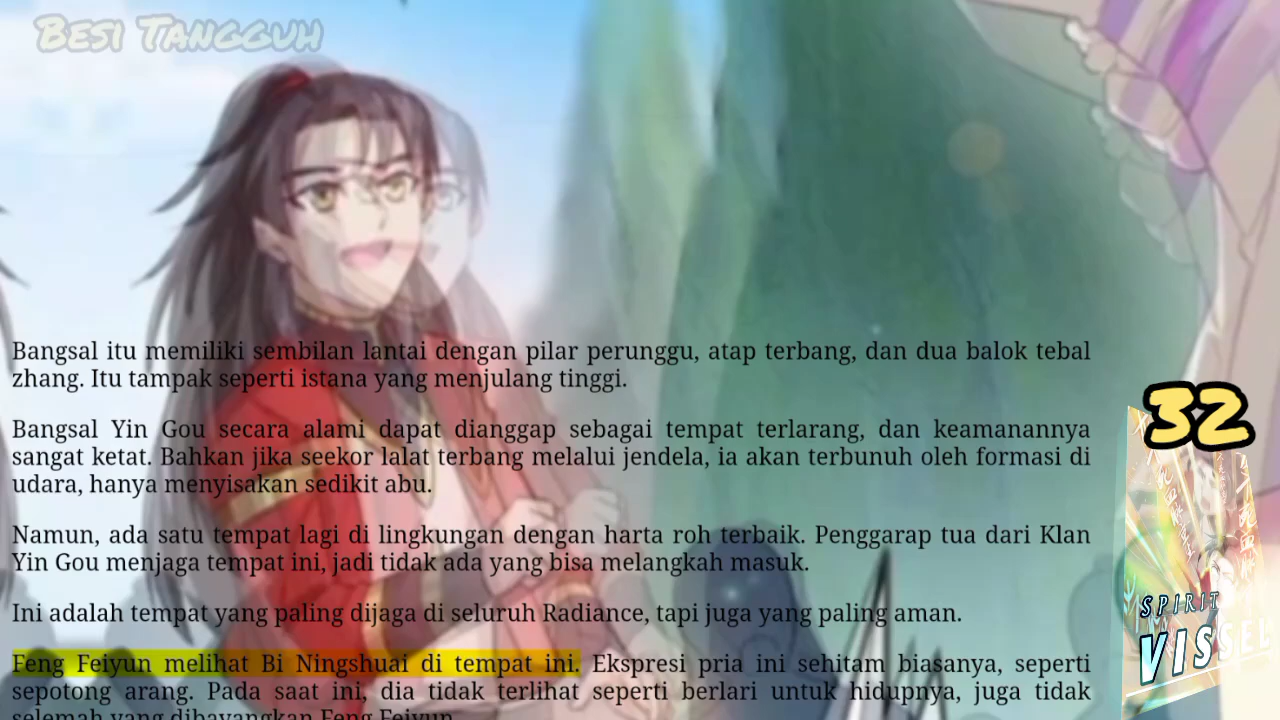 Besi Tangguh
Bangsal itu memiliki sembilan lantai dengan pilar perunggu, atap terbang, dan dua balok tebal
zhang. Itu tampak seperti istana yang menjulang tinggi.
Bangsal Yin Gou secara alami dapat dianggap sebagai tempat terlarang, dan keamanannya
sangat ketat. Bahkan jika seekor lalat terbang melalui jendela, ia akan terbunuh oleh formasi di
udara, hanya menyisakan sedikit abu.
Namun, ada satu tempat lagi di lingkungan dengan harta roh terbaik. Penggarap tua dari Klan
Yin Gou menjaga tempat ini, jadi tidak ada yang bisa melangkah masuk.
Ini adalah tempat yang paling dijaga di seluruh Radiance, tapi juga yang paling aman.
Feng Feiyun melihat Bi Ningshuai di tempat ini. Ekspresi pria ini sehitam biasanya, seperti
sepotong arang. Pada saat ini, dia tidak terlihat seperti berlari untuk hidupnya, juga tidak
selemah yang dibayangkan Feng Feiyun.
32
SPIRIT
VISSEL